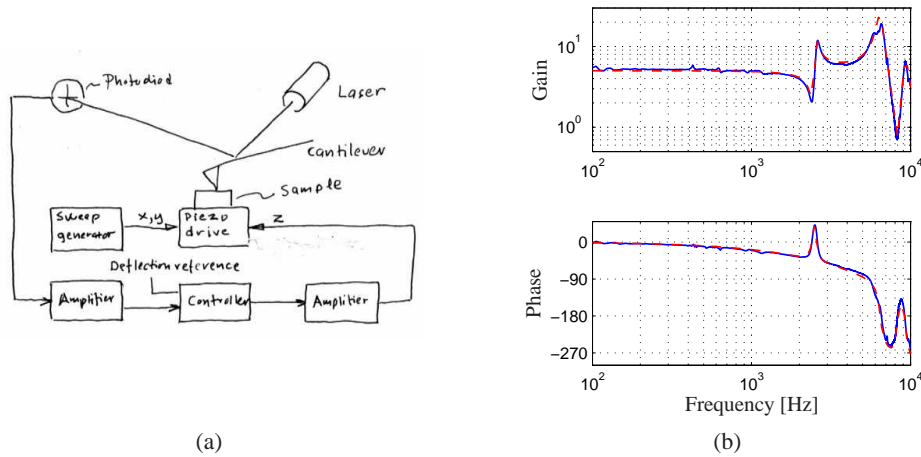 Photodiod
Laser
cantilever
Sample
Sweep
generator
x,y
Piezo
drive
z
Deflection reference
Amplifier
Controller
Amplifier
(a)
Gain
10^1
10^0
10^2
10^3
10^4
Phase
0
−90
−180
−270
10^2
10^3
10^4
Frequency [Hz]
(b)